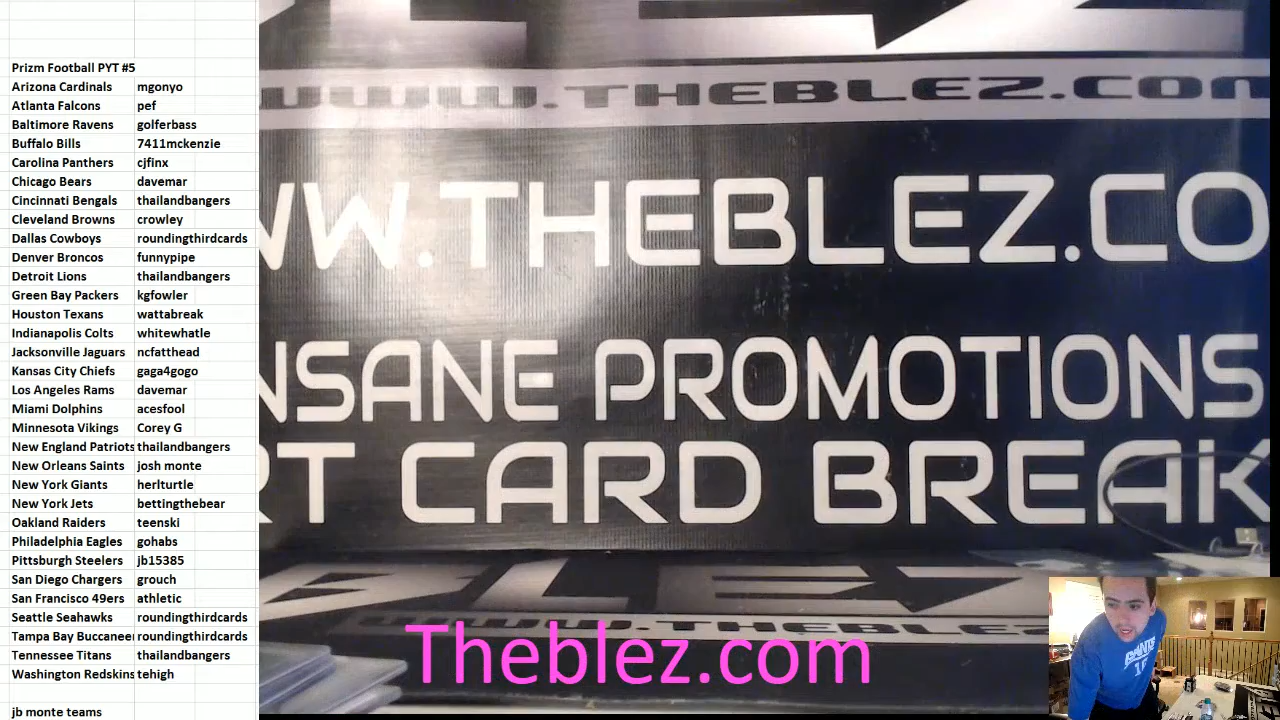 Prizm Football PYT #5
Arizona Cardinals mgonyo
Atlanta Falcons pef
Baltimore Ravens golferbass
Buffalo Bills 7411mckenzie
Carolina Panthers cjfinx
Chicago Bears davemar
Cincinnati Bengals thailandbangers
Cleveland Browns crowley
Dallas Cowboys roundingthirdcards
Denver Broncos funnypipe
Detroit Lions thailandbangers
Green Bay Packers kgfowler
Houston Texans wattabreak
Indianapolis Colts whitewhatle
Jacksonville Jaguars ncfatthead
Kansas City Chiefs gaga4gogo
Los Angeles Rams davemar
Miami Dolphins acesfool
Minnesota Vikings Corey G
New England Patriots thailandbangers
New Orleans Saints josh monte
New York Giants herlturtle
New York Jets bettingthebear
Oakland Raiders teenski
Philadelphia Eagles gohabs
Pittsburgh Steelers jb15385
San Diego Chargers grouch
San Francisco 49ers athletic
Seattle Seahawks roundingthirdcards
Tampa Bay Buccaneer roundingthirdcards
Tennessee Titans thailandbangers
Washington Redskins tehigh
jb monte teams
BLEZ
WWW.THEBLEZ.COM
WW.THEBLEZ.CO
NSANE PROMOTIONS
RT CARD BREAK
BLEZ
WWW.THEBLEZ
Theblez.com
GIANTS